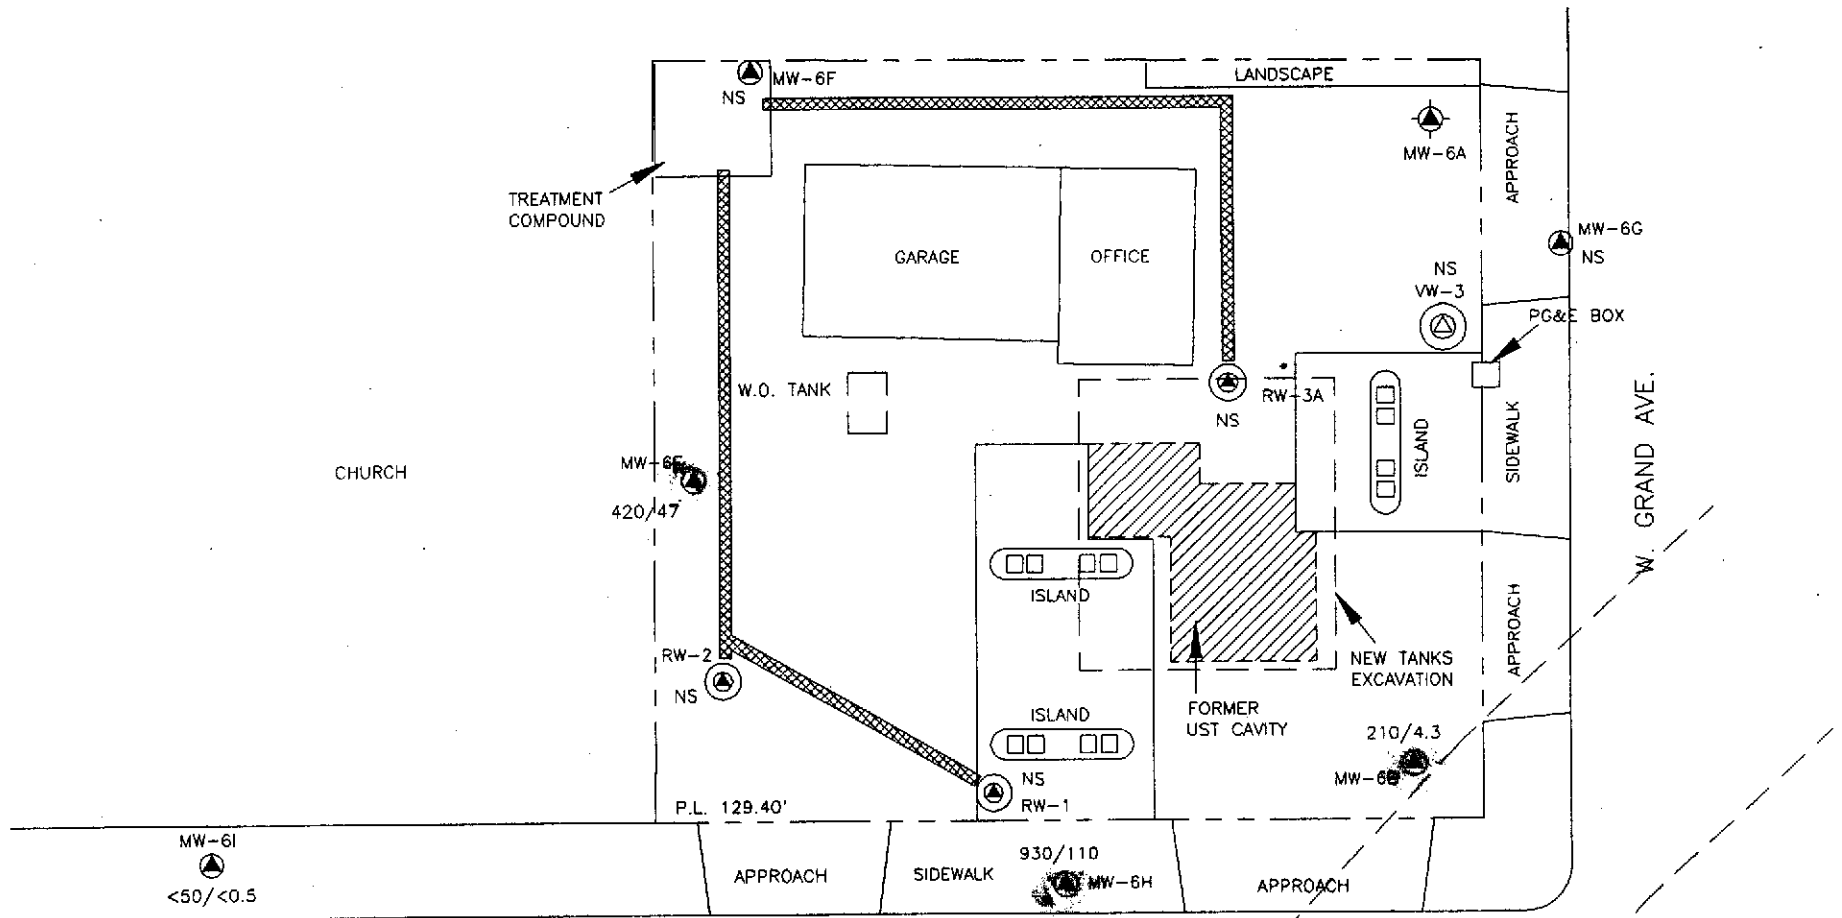 MW-6F
NS
LANDSCAPE
MW-6A
APPROACH
TREATMENT
COMPOUND
GARAGE
OFFICE
MW-6G
NS
NS
VW-3
PG&E BOX
W.O. TANK
RW-3A
NS
ISLAND
SIDEWALK
W. GRAND AVE.
CHURCH
420/47
ISLAND
APPROACH
RW-2
NS
NEW TANKS
EXCAVATION
FORMER
UST CAVITY
ISLAND
210/4.3
NS
RW-1
P.L. 129.40'
MW-6I
<50/<0.5
APPROACH
SIDEWALK
930/110
MW-6H
APPROACH